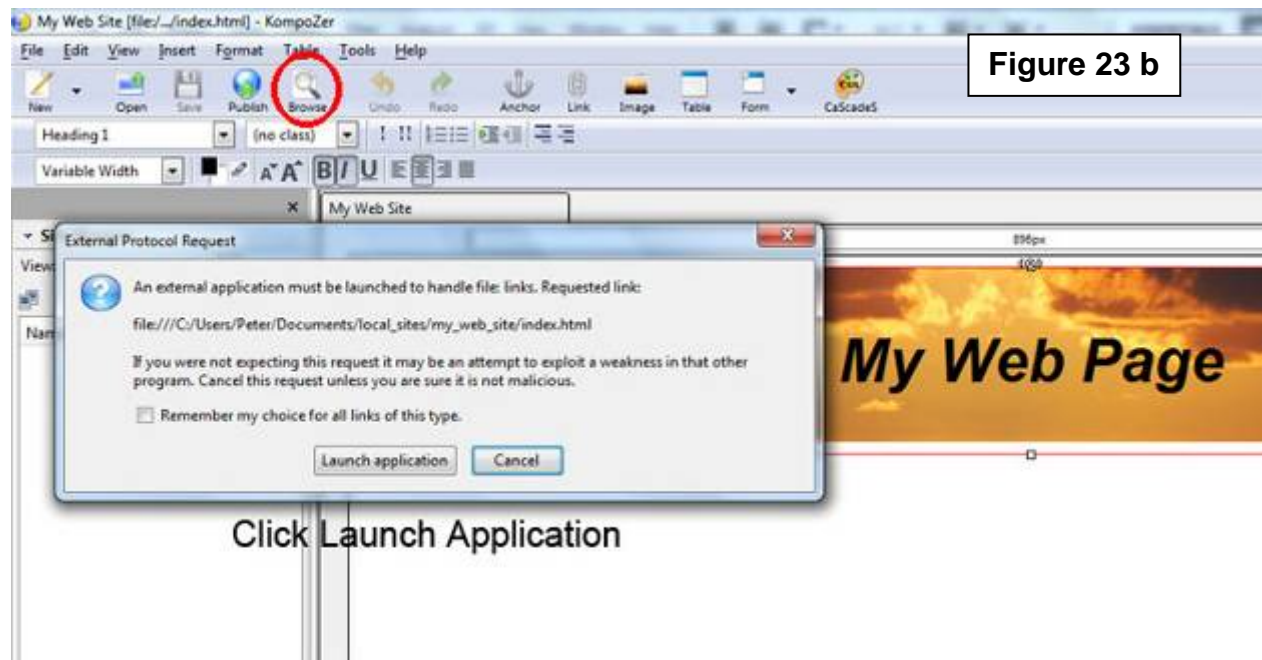 My Web Site [file:/.../index.html] - KompoZer
File Edit View Insert Format Table Tools Help
Figure 23 b
New Open Save Publish Browse Undo Redo Anchor Link Image Table Form CaScadeS
Heading 1 (no class)
Variable Width B I U
My Web Site
External Protocol Request
896px
View
An external application must be launched to handle file: links. Requested link:
file:///C:/Users/Peter/Documents/local_sites/my_web_site/index.html
If you were not expecting this request it may be an attempt to exploit a weakness in that other
program. Cancel this request unless you are sure it is not malicious.
Remember my choice for all links of this type.
Launch application Cancel
My Web Page
Click Launch Application